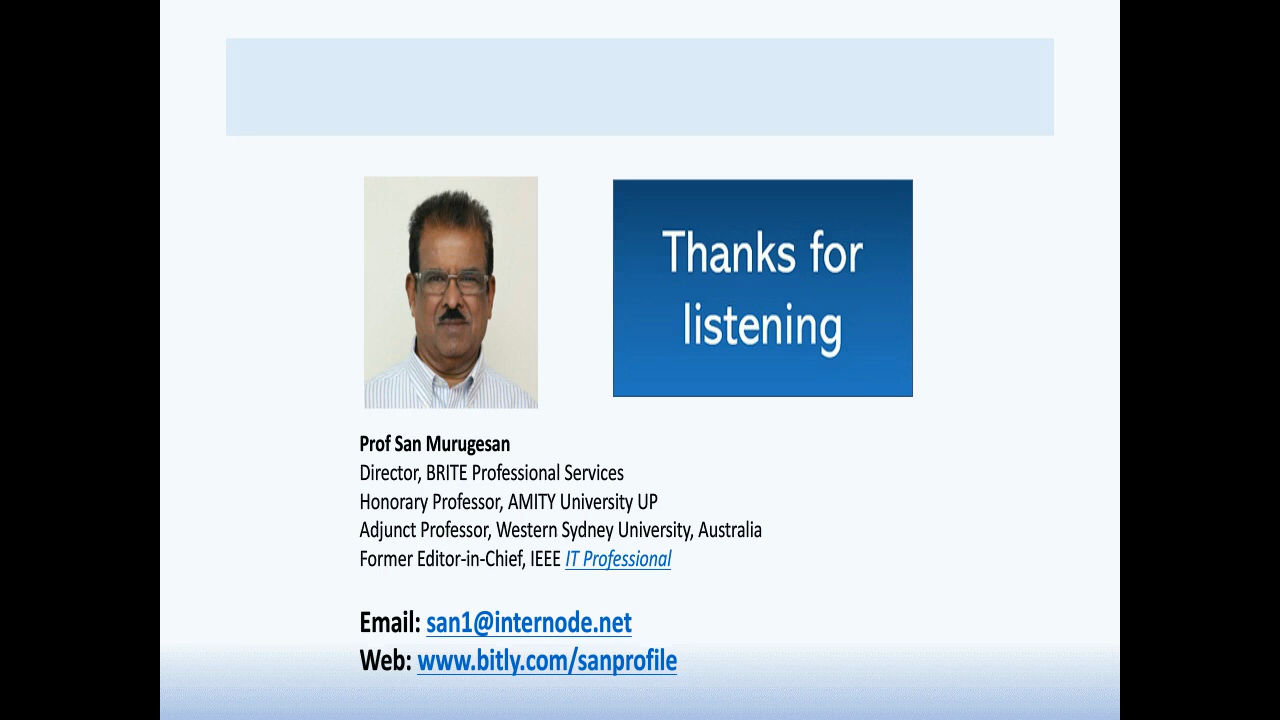 Thanks for
listening
Prof San Murugesan
Director, BRITE Professional Services
Honorary Professor, AMITY University UP
Adjunct Professor, Western Sydney University, Australia
Former Editor-in-Chief, IEEE IT Professional
Email: san1@internode.net
Web: www.bitly.com/sanprofile